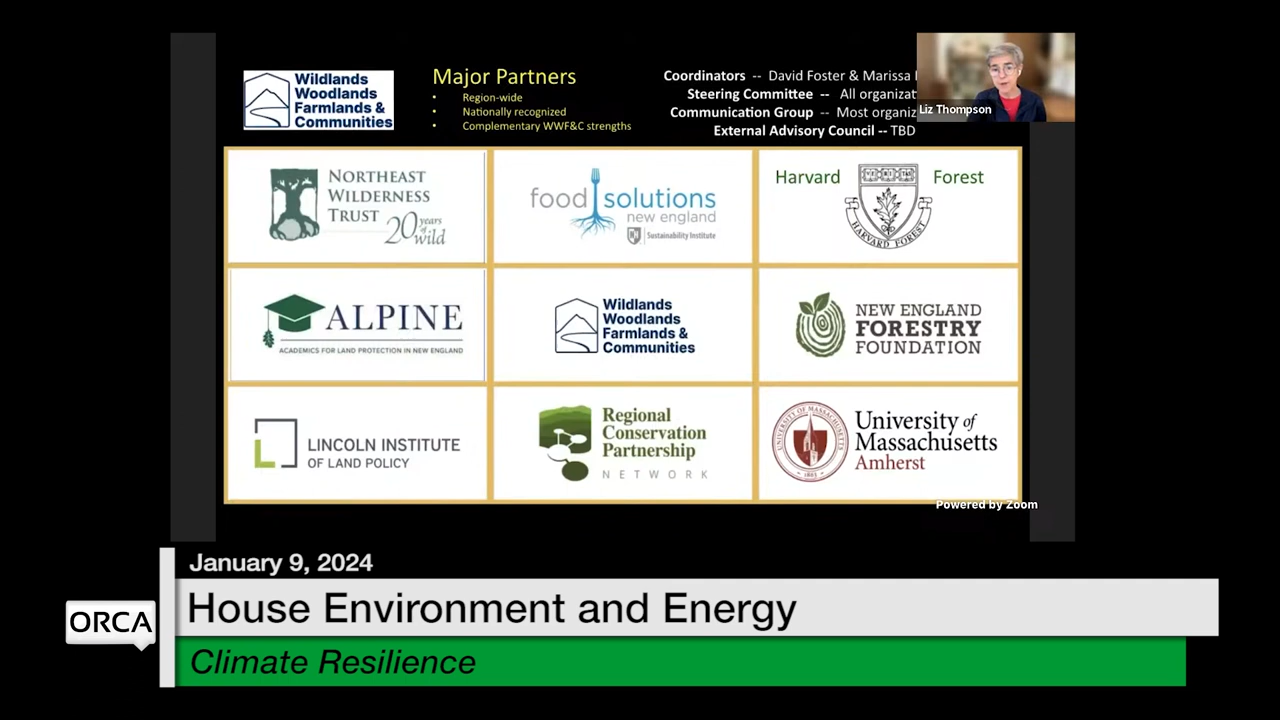 Wildlands
Woodlands
Farmlands &
Communities
Major Partners
• Region-wide
• Nationally recognized
• Complementary WWF&C strengths
Coordinators -- David Foster & Marissa
Steering Committee -- All organizat
Communication Group -- Most organiz
External Advisory Council -- TBD
Liz Thompson
NORTHEAST
WILDERNESS
TRUST
20 years
of wild
food solutions
new england
Sustainability Institute
Harvard Forest
HARVARD FOREST
ALPINE
ACADEMICS FOR LAND PROTECTION IN NEW ENGLAND
Wildlands
Woodlands
Farmlands &
Communities
NEW ENGLAND
FORESTRY
FOUNDATION
LINCOLN INSTITUTE
OF LAND POLICY
Regional
Conservation
Partnership
NETWORK
UNIVERSITY OF MASSACHUSETTS
University of
Massachusetts
Amherst
Powered by Zoom
January 9, 2024
House Environment and Energy
ORCA
Climate Resilience